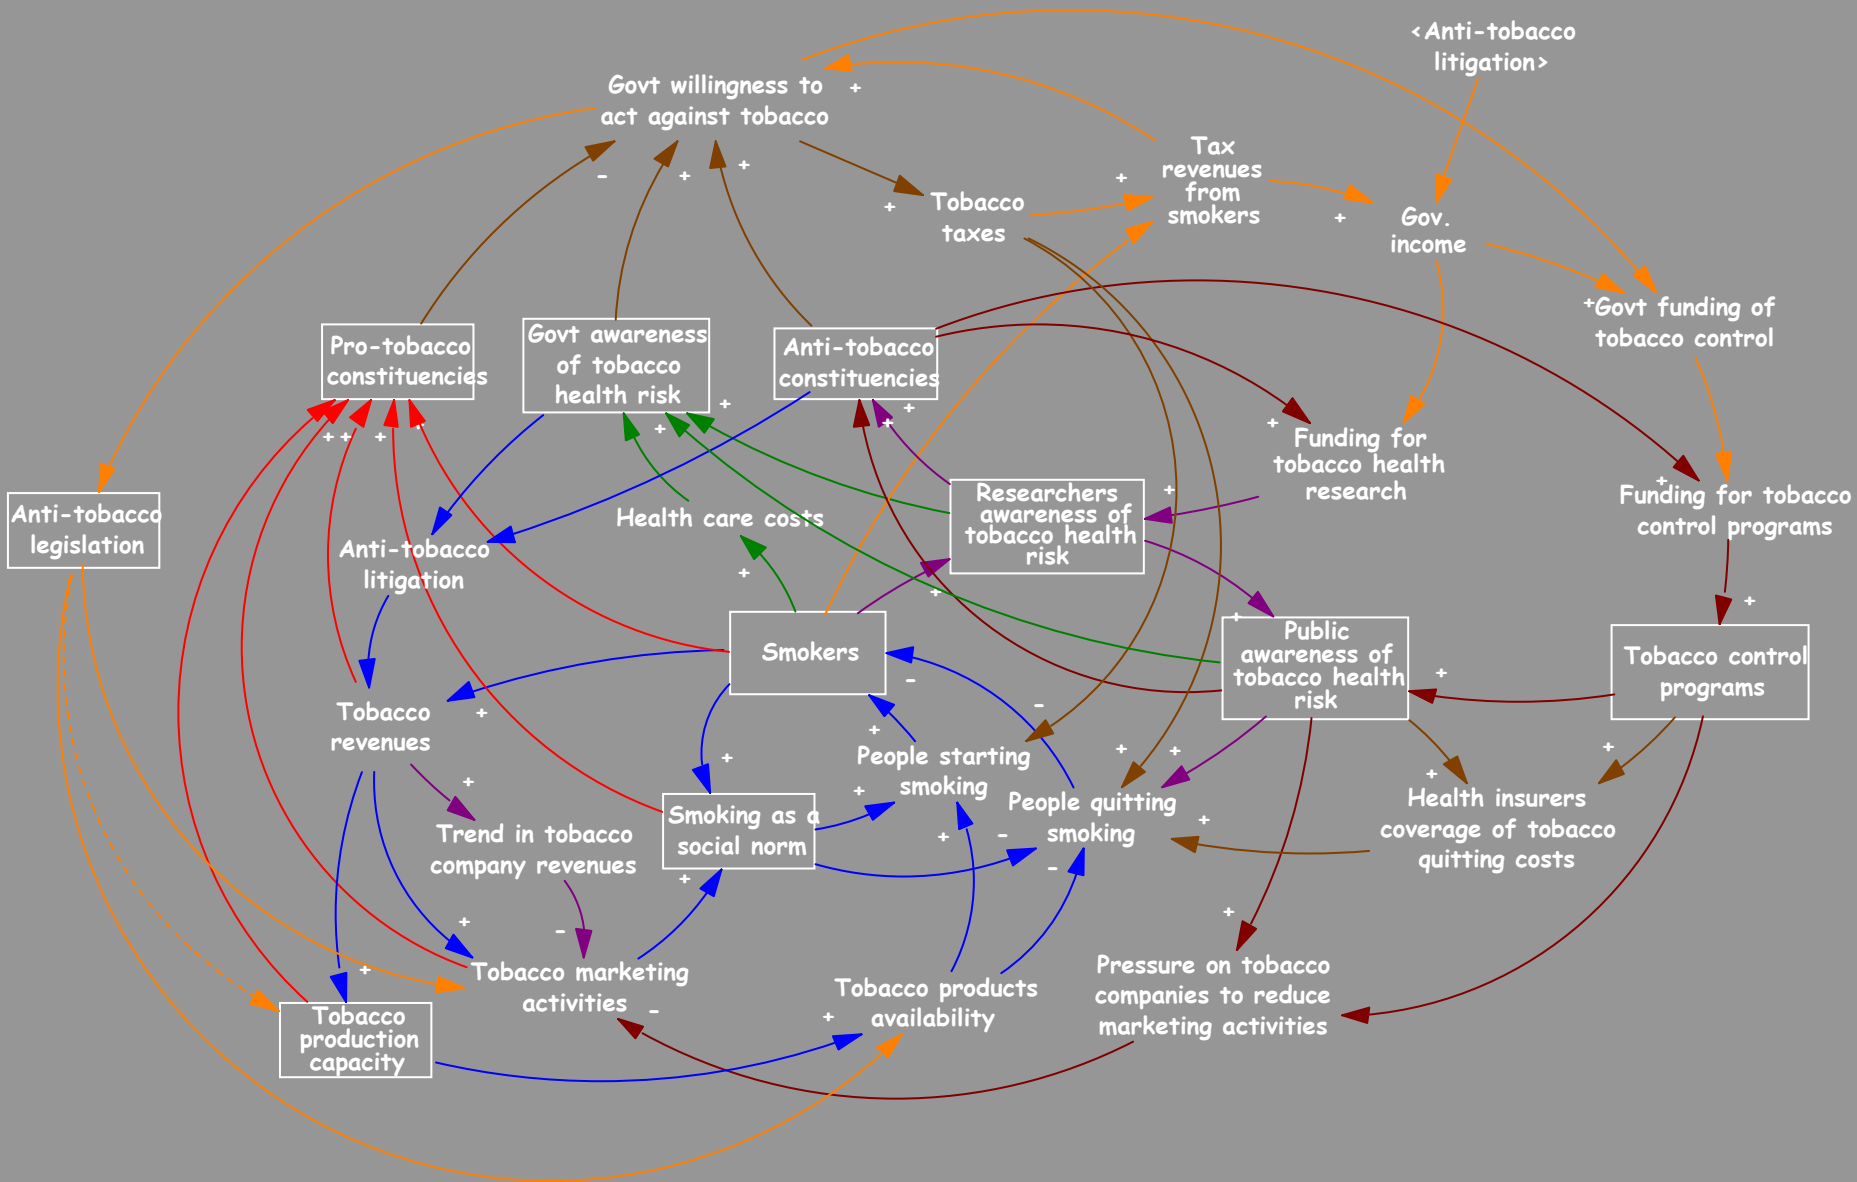 <Anti-tobacco
litigation>
Govt willingness to
act against tobacco
Tax
revenues
from
smokers
Tobacco
taxes
Gov.
income
Govt funding of
tobacco control
Pro-tobacco
constituencies
Govt awareness
of tobacco
health risk
Anti-tobacco
constituencies
Funding for
tobacco health
research
Funding for tobacco
control programs
Anti-tobacco
legislation
Anti-tobacco
litigation
Health care costs
Researchers
awareness of
tobacco health
risk
Smokers
Public
awareness of
tobacco health
risk
Tobacco control
programs
Tobacco
revenues
People starting
smoking
People quitting
smoking
Health insurers
coverage of tobacco
quitting costs
Trend in tobacco
company revenues
Smoking as a
social norm
Tobacco marketing
activities
Tobacco products
availability
Pressure on tobacco
companies to reduce
marketing activities
Tobacco
production
capacity